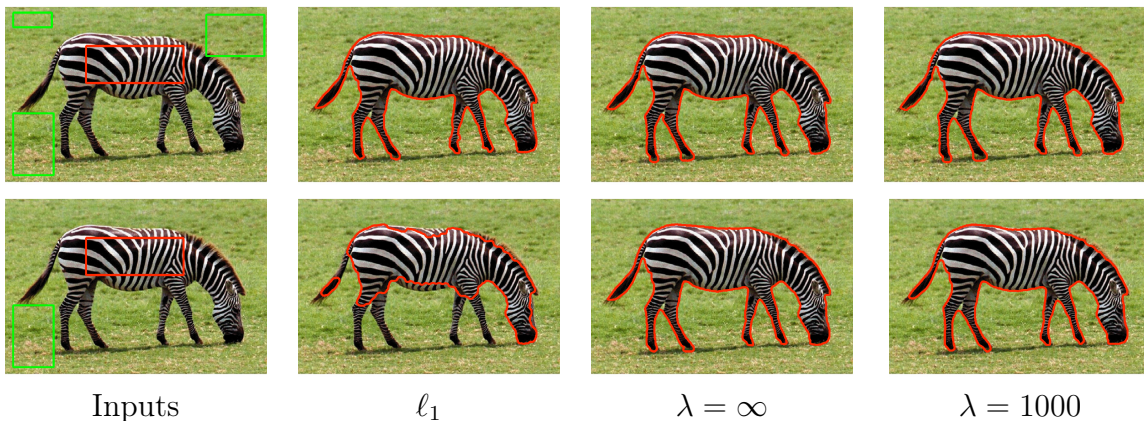 Inputs ℓ₁ λ = ∞ λ = 1000